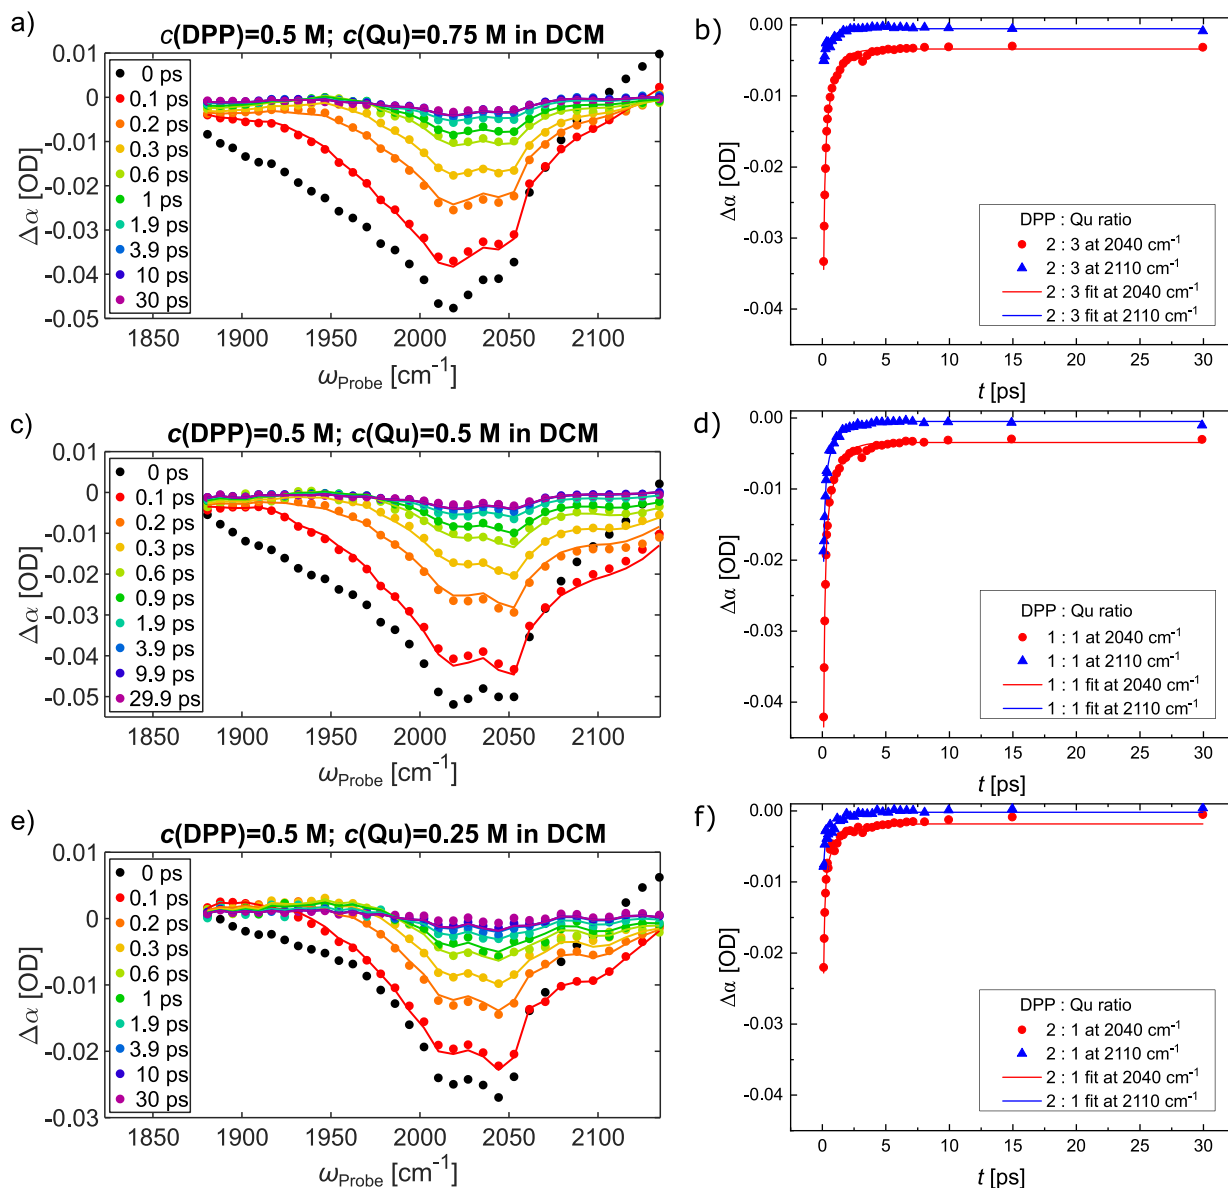 a)
c(DPP)=0.5 M; c(Qu)=0.75 M in DCM
0.01
0
-0.01
-0.02
-0.03
-0.04
-0.05
Δα [OD]
0 ps
0.1 ps
0.2 ps
0.3 ps
0.6 ps
1 ps
1.9 ps
3.9 ps
10 ps
30 ps
1850 1900 1950 2000 2050 2100
ωProbe [cm-1]
b)
0.00
-0.01
-0.02
-0.03
-0.04
Δα [OD]
DPP : Qu ratio
2 : 3 at 2040 cm-1
2 : 3 at 2110 cm-1
2 : 3 fit at 2040 cm-1
2 : 3 fit at 2110 cm-1
0 5 10 15 20 25 30
t [ps]
c)
c(DPP)=0.5 M; c(Qu)=0.5 M in DCM
0.01
0
-0.01
-0.02
-0.03
-0.04
-0.05
Δα [OD]
0 ps
0.1 ps
0.2 ps
0.3 ps
0.6 ps
0.9 ps
1.9 ps
3.9 ps
9.9 ps
29.9 ps
1850 1900 1950 2000 2050 2100
ωProbe [cm-1]
d)
0.00
-0.01
-0.02
-0.03
-0.04
Δα [OD]
DPP : Qu ratio
1 : 1 at 2040 cm-1
1 : 1 at 2110 cm-1
1 : 1 fit at 2040 cm-1
1 : 1 fit at 2110 cm-1
0 5 10 15 20 25 30
t [ps]
e)
c(DPP)=0.5 M; c(Qu)=0.25 M in DCM
0.01
0
-0.01
-0.02
-0.03
Δα [OD]
0 ps
0.1 ps
0.2 ps
0.3 ps
0.6 ps
1 ps
1.9 ps
3.9 ps
10 ps
30 ps
1850 1900 1950 2000 2050 2100
ωProbe [cm-1]
f)
0.00
-0.01
-0.02
-0.03
-0.04
Δα [OD]
DPP : Qu ratio
2 : 1 at 2040 cm-1
2 : 1 at 2110 cm-1
2 : 1 fit at 2040 cm-1
2 : 1 fit at 2110 cm-1
0 5 10 15 20 25 30
t [ps]